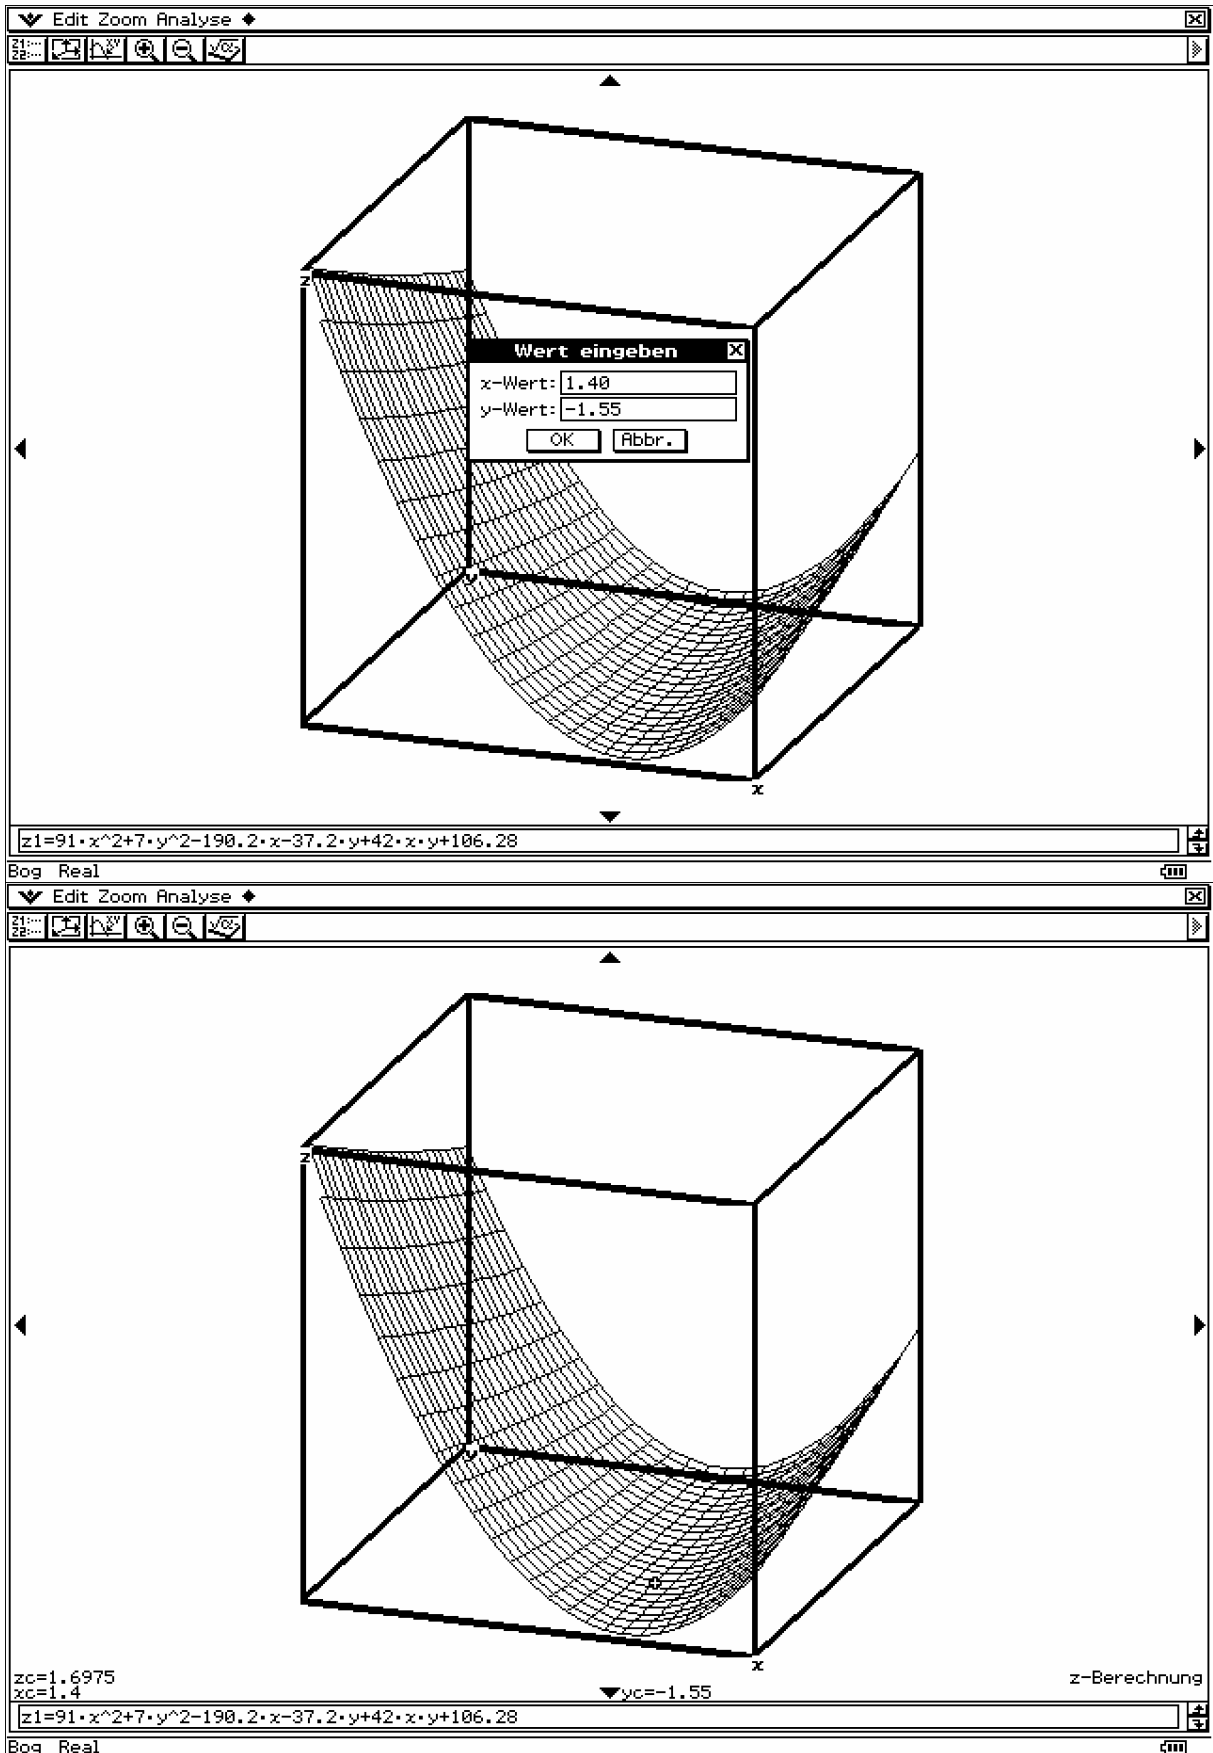 Edit Zoom Analyse
z
Wert eingeben
x-Wert: 1.40
y-Wert: -1.55
OK Abbr.
y
x
z1=91·x^2+7·y^2-190.2·x-37.2·y+42·x·y+106.28
Bog Real
Edit Zoom Analyse
z
y
x
zc=1.6975
z-Berechnung
xc=1.4 yc=-1.55
z1=91·x^2+7·y^2-190.2·x-37.2·y+42·x·y+106.28
Bog Real